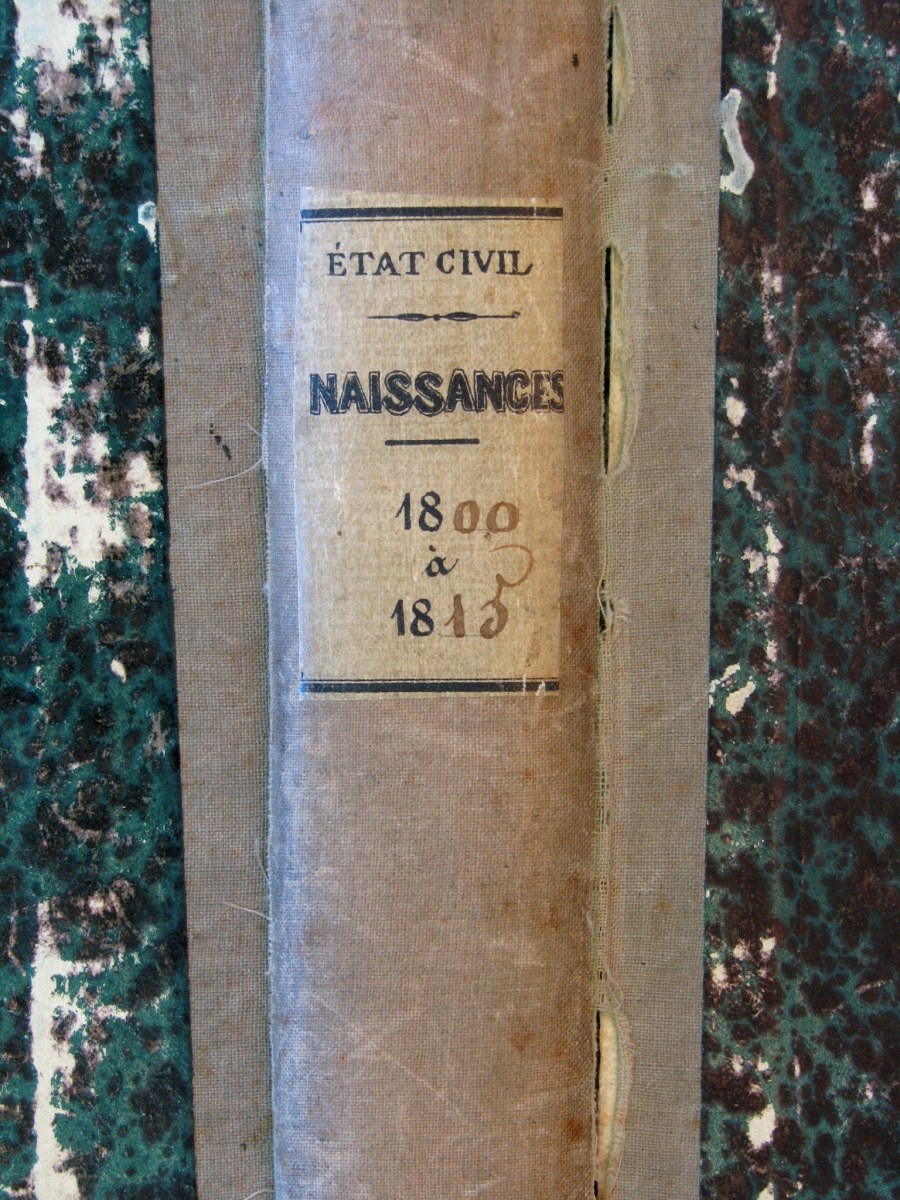 ÉTAT CIVIL
NAISSANCES
1800
à
1815